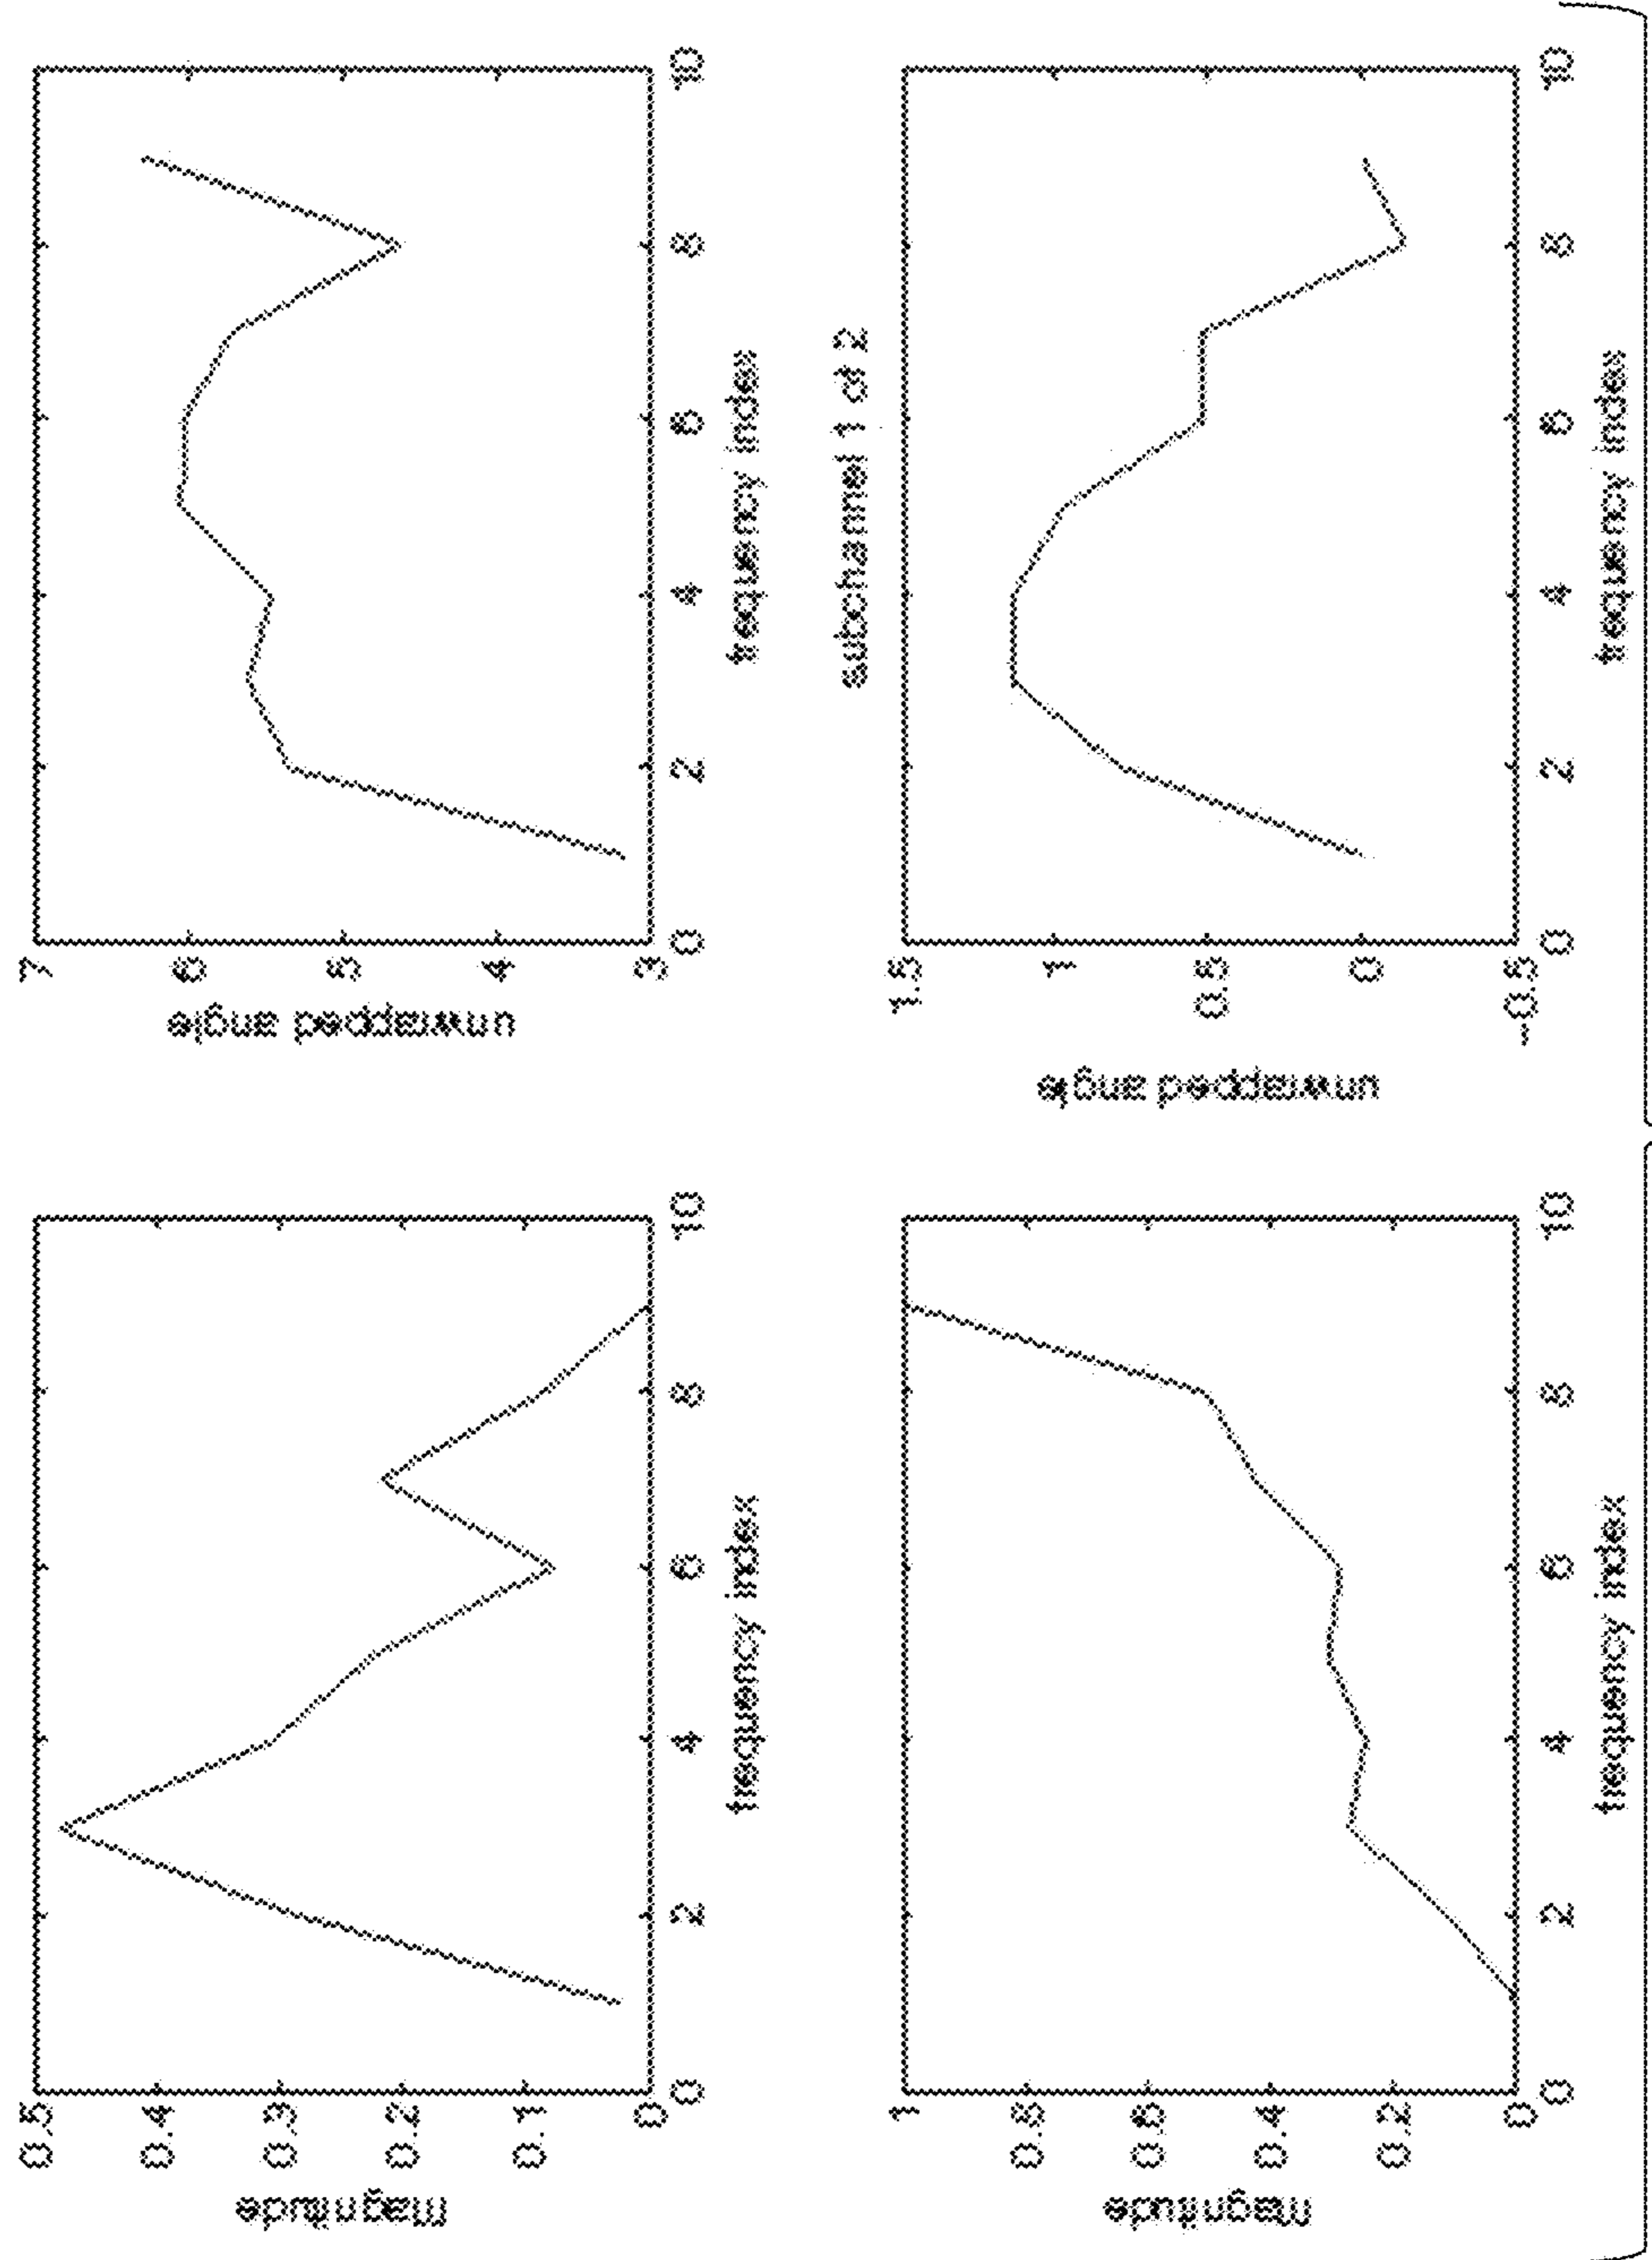 0.5
0.4
0.3
0.2
0.1
0
magnitude
0 2 4 6 8 10
frequency index
7
6
5
4
3
unwrapped angle
0 2 4 6 8 10
frequency index
subchannel 1 of 2
1
0.8
0.6
0.4
0.2
0
magnitude
0 2 4 6 8 10
frequency index
1.5
1
0.5
0
-0.5
unwrapped angle
0 2 4 6 8 10
frequency index